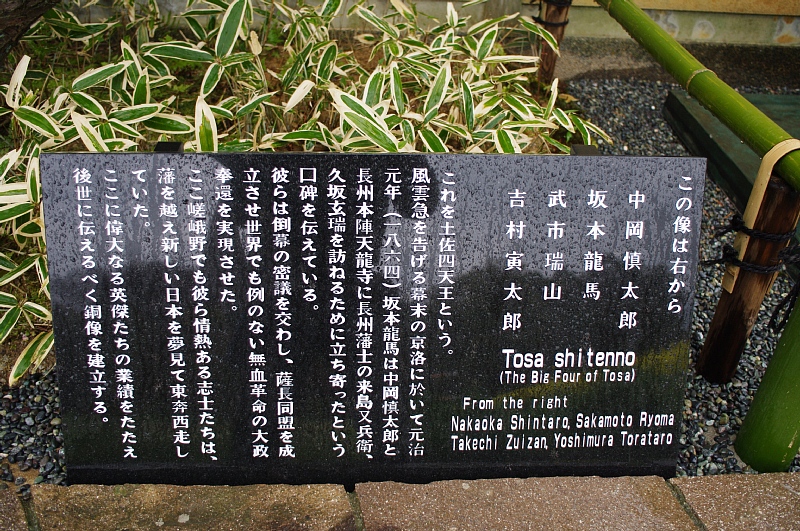 この像は右から
中岡慎太郎
坂本龍馬
武市瑞山
吉村寅太郎
Tosa shitenno
(The Big Four of Tosa)
From the right
Nakaoka Shintaro, Sakamoto Ryoma
Takechi Zuizan, Yoshimura Torataro
これを土佐四天王という。
風雲急を告げる幕末の京洛に於いて元治
元年（一八六四）坂本龍馬は中岡慎太郎と
長州本陣天龍寺に長州藩士の来島又兵衛、
久坂玄瑞を訪ねるために立ち寄ったという
口碑を伝えている。
彼らは倒幕の密議を交わし、薩長同盟を成
立させ世界でも例のない無血革命の大政
奉還を実現させた。
ここ嵯峨野でも彼ら情熱ある志士たちは、
藩を越え新しい日本を夢見て東奔西走し
ていた。
ここに偉大なる英傑たちの業績をたたえ
後世に伝えるべく銅像を建立する。